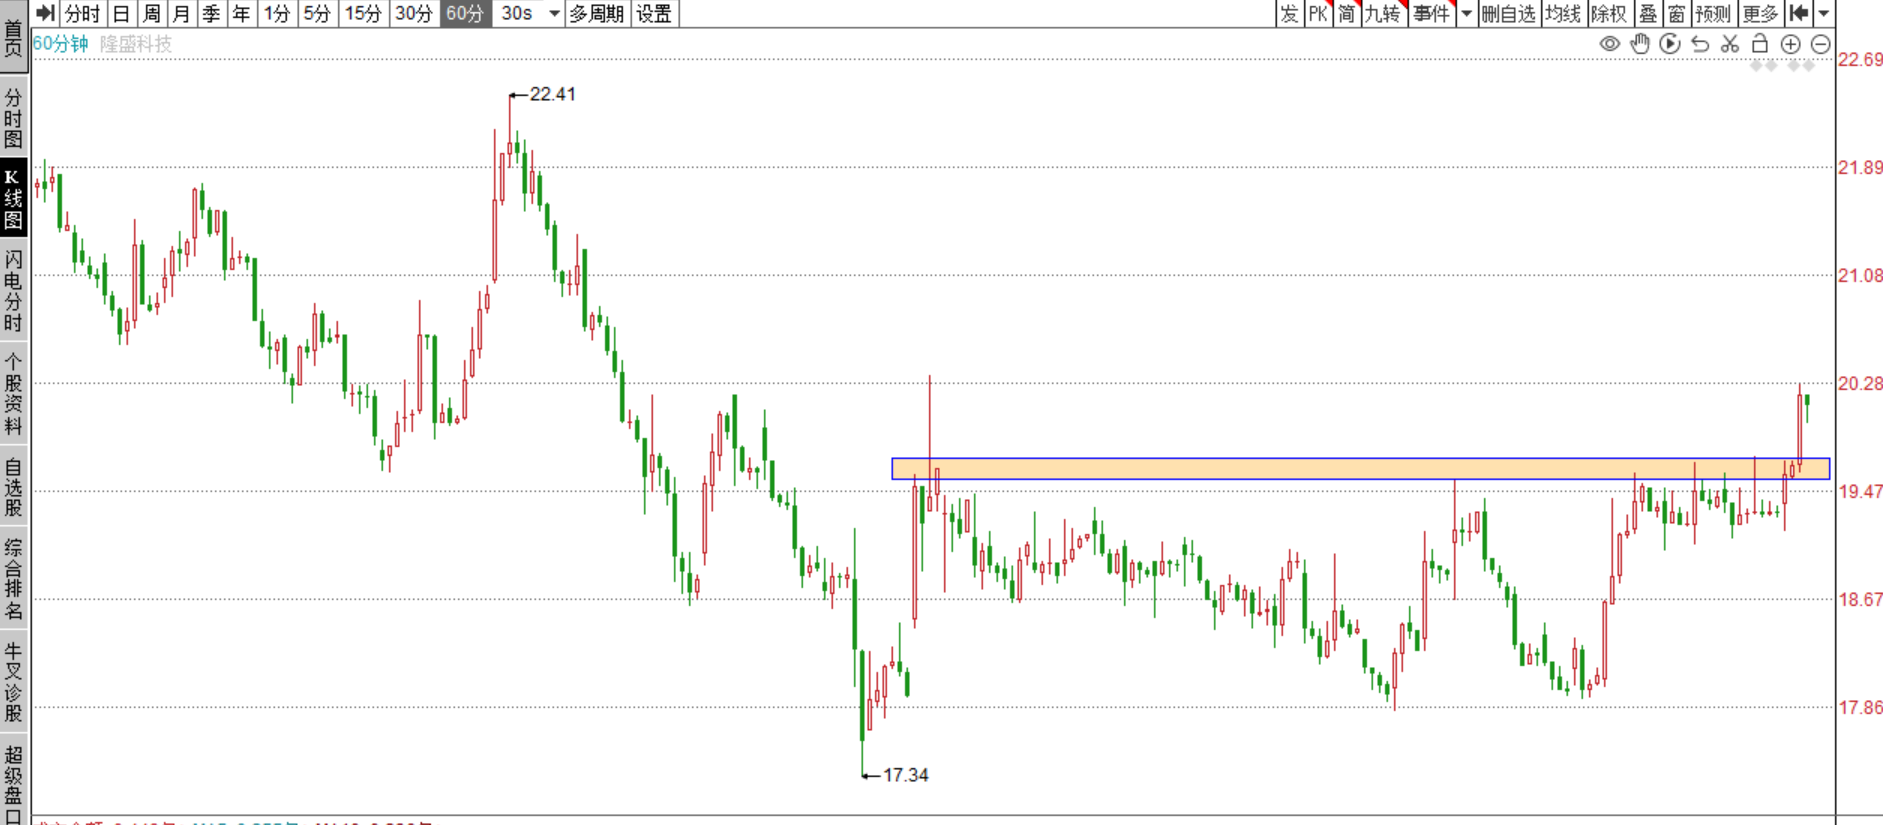 分时 日 周 月 季 年 1分 5分 15分 30分 60分 30s 多周期 设置 发 PK 简 九转 事件 删自选 均线 除权 叠 窗 预测 更多
首页
分时图
K线图
闪电分时
个股资料
自选股
综合排名
牛叉诊股
超级盘口
60分钟 隆盛科技
22.69
22.41
21.89
21.08
20.28
19.47
18.67
17.86
17.34